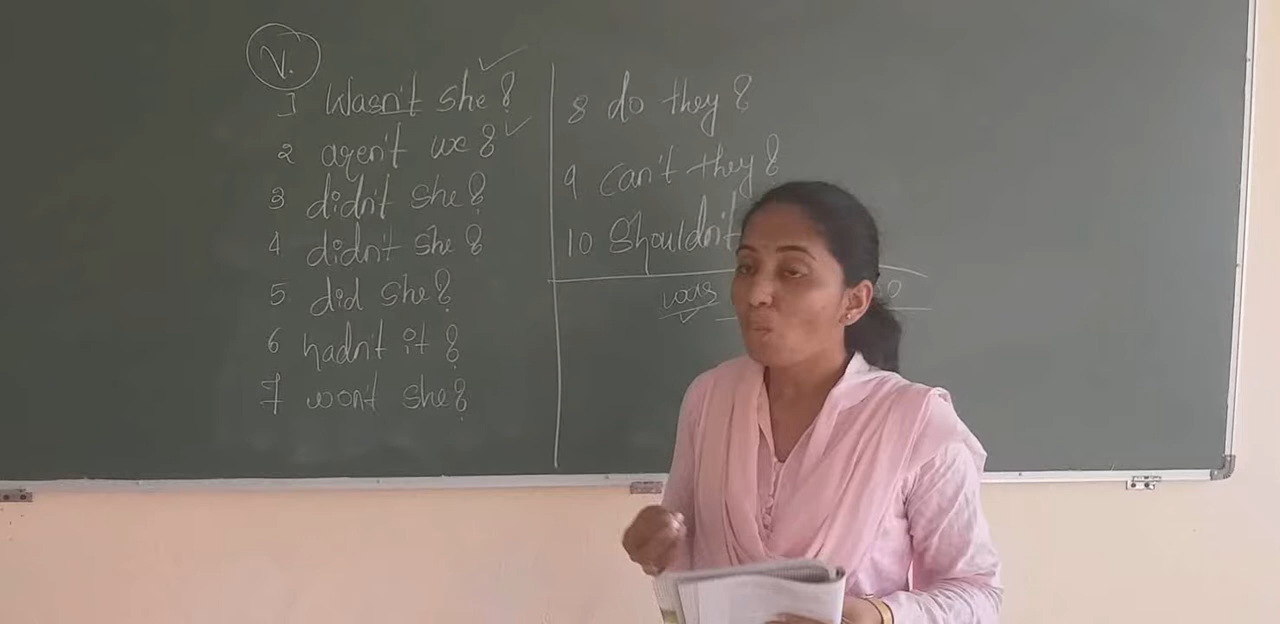 V.
1 Wasn't she?
2 aren't we?
3 didn't she?
4 didn't she?
5 did she?
6 hadn't it?
7 won't she?
8 do they?
9 can't they?
10 Shouldn't
was